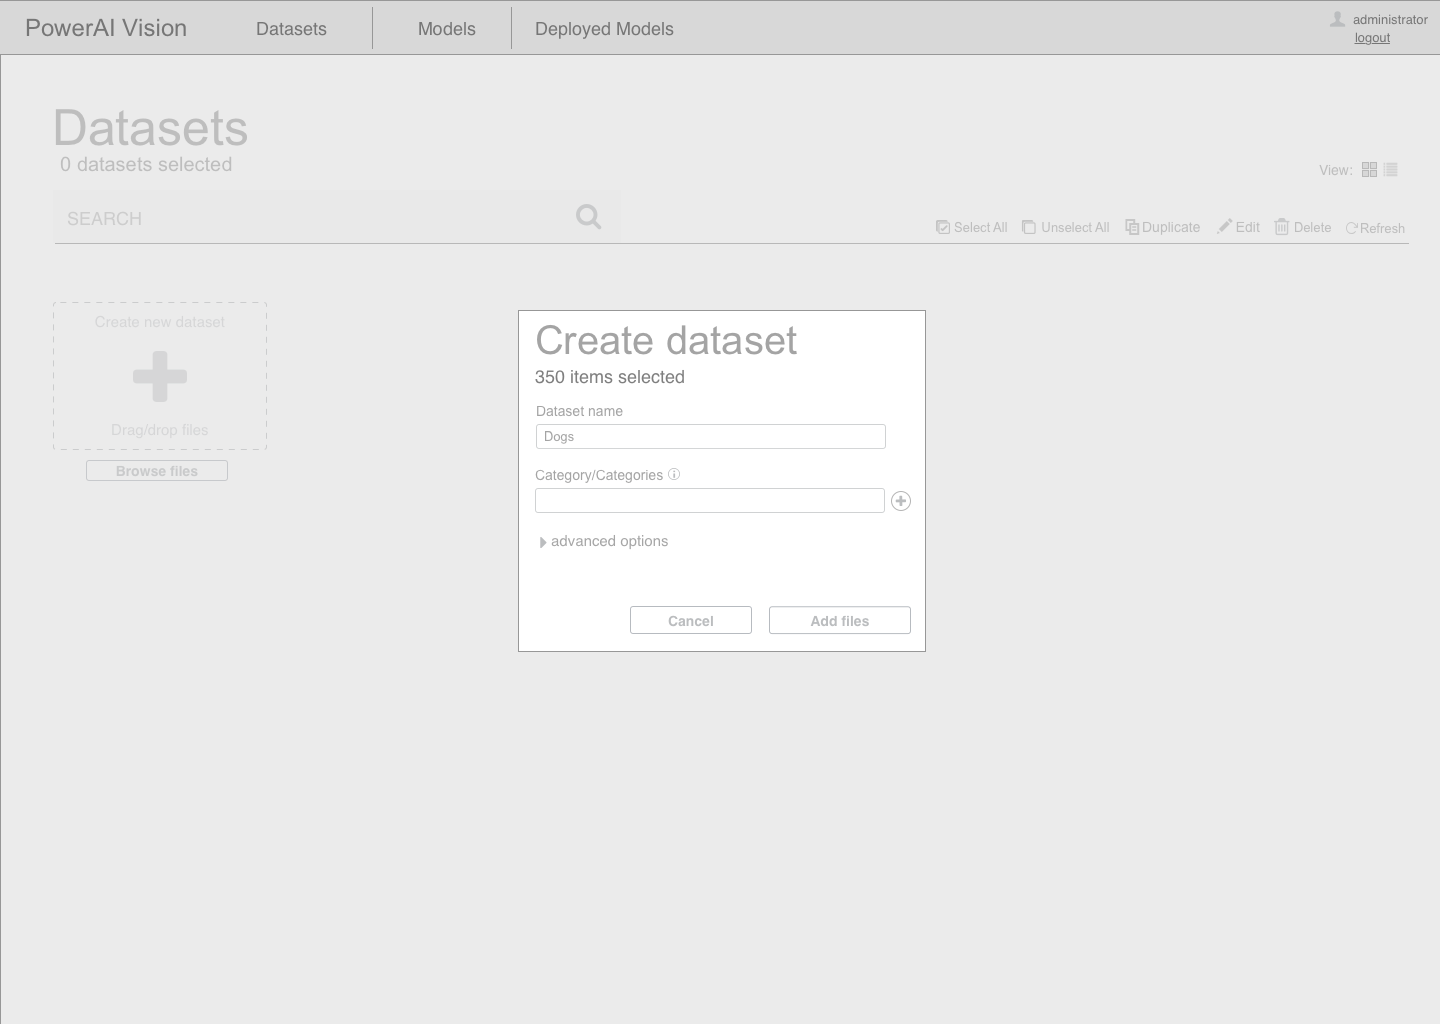 PowerAI Vision
Datasets
Models
Deployed Models
administrator
logout
Datasets
0 datasets selected
View:
SEARCH
Select All
Unselect All
Duplicate
Edit
Delete
Refresh
Create new dataset
Drag/drop files
Browse files
Create dataset
350 items selected
Dataset name
Dogs
Category/Categories
advanced options
Cancel
Add files